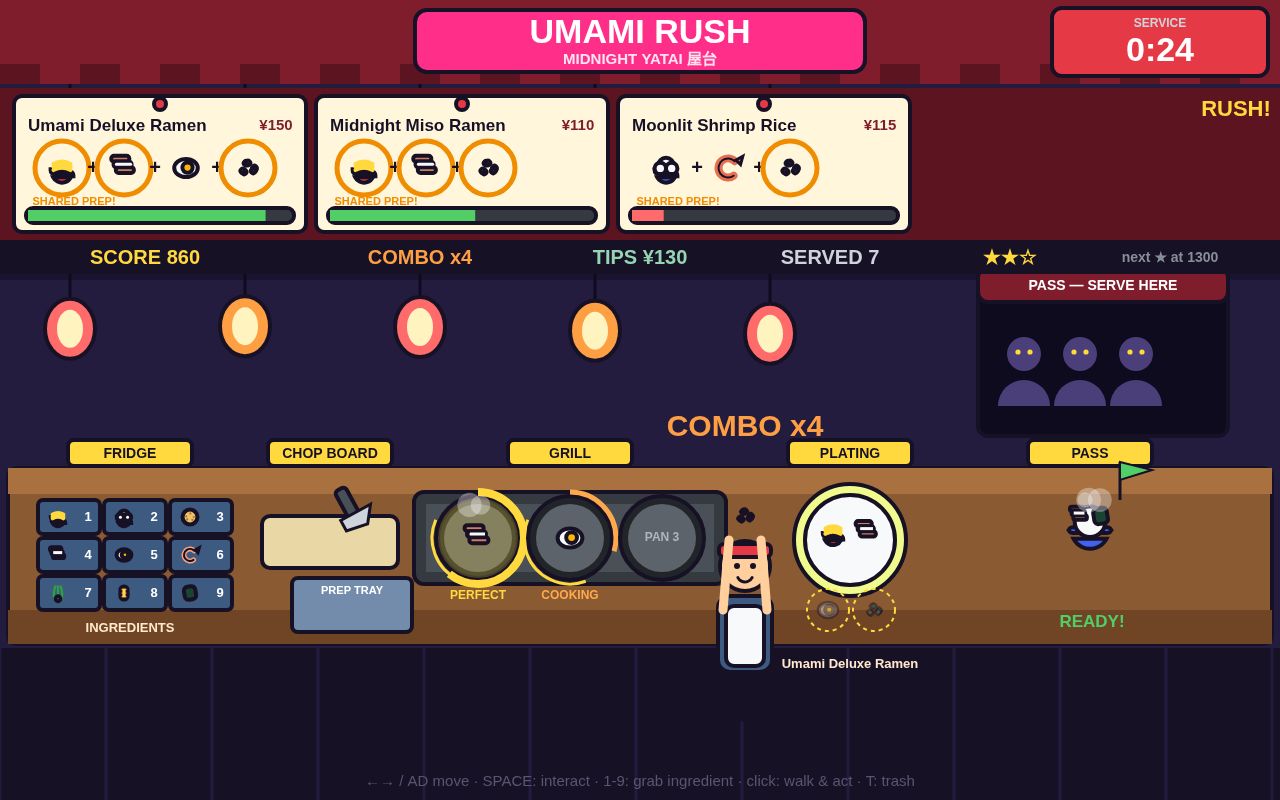 UMAMI RUSH
MIDNIGHT YATAI 屋台
SERVICE
0:24
RUSH!
Umami Deluxe Ramen ¥150
+ + +
SHARED PREP!
Midnight Miso Ramen ¥110
+ +
SHARED PREP!
Moonlit Shrimp Rice ¥115
+ +
SHARED PREP!
SCORE 860 COMBO x4 TIPS ¥130 SERVED 7 ★★☆ next ★ at 1300
PASS — SERVE HERE
COMBO x4
FRIDGE CHOP BOARD GRILL PLATING PASS
1 2 3
4 5 6
7 8 9
INGREDIENTS
PREP TRAY
PAN 3
PERFECT COOKING
READY!
Umami Deluxe Ramen
←→ / AD move · SPACE: interact · 1-9: grab ingredient · click: walk & act · T: trash